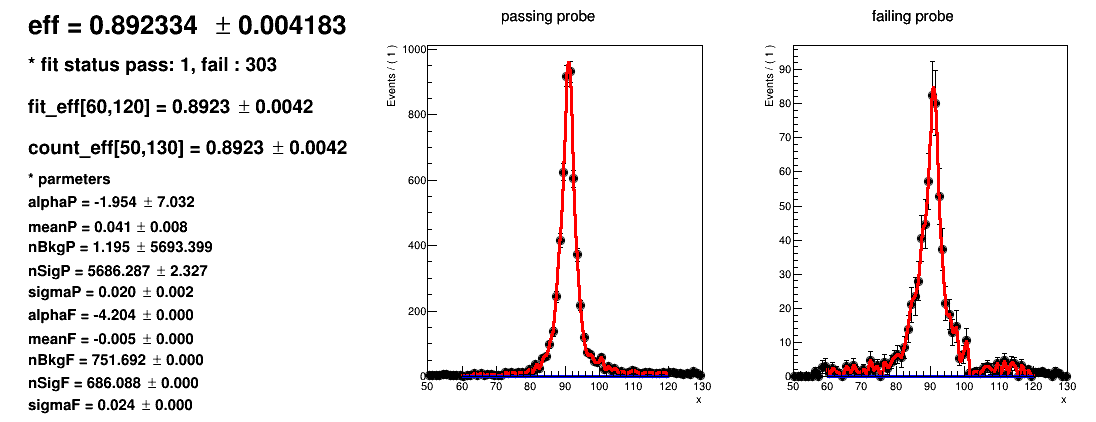 eff = 0.892334 ± 0.004183
* fit status pass: 1, fail : 303
fit_eff[60,120] = 0.8923 ± 0.0042
count_eff[50,130] = 0.8923 ± 0.0042
* parmeters
alphaP = -1.954 ± 7.032
meanP = 0.041 ± 0.008
nBkgP = 1.195 ± 5693.399
nSigP = 5686.287 ± 2.327
sigmaP = 0.020 ± 0.002
alphaF = -4.204 ± 0.000
meanF = -0.005 ± 0.000
nBkgF = 751.692 ± 0.000
nSigF = 686.088 ± 0.000
sigmaF = 0.024 ± 0.000
passing probe
Events / ( 1 )
1000
800
600
400
200
0
50 60 70 80 90 100 110 120 130
x
failing probe
Events / ( 1 )
90
80
70
60
50
40
30
20
10
0
50 60 70 80 90 100 110 120 130
x